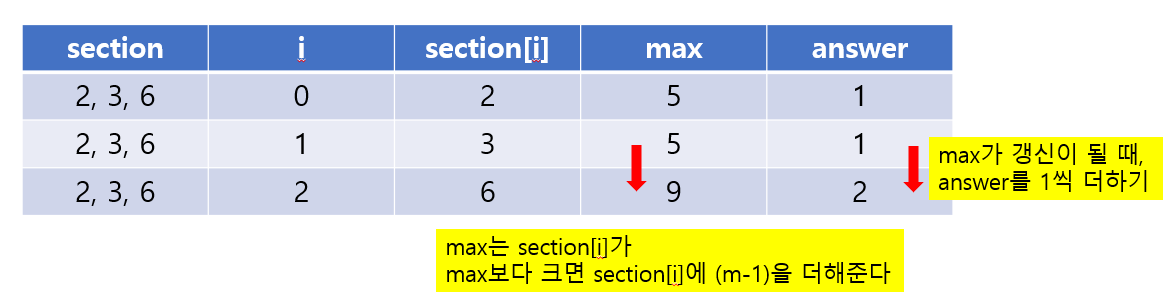 section i section[i] max answer
2, 3, 6 0 2 5 1
2, 3, 6 1 3 5 1
2, 3, 6 2 6 9 2
max가 갱신이 될 때,
answer를 1씩 더하기
max는 section[i]가
max보다 크면 section[i]에 (m-1)을 더해준다